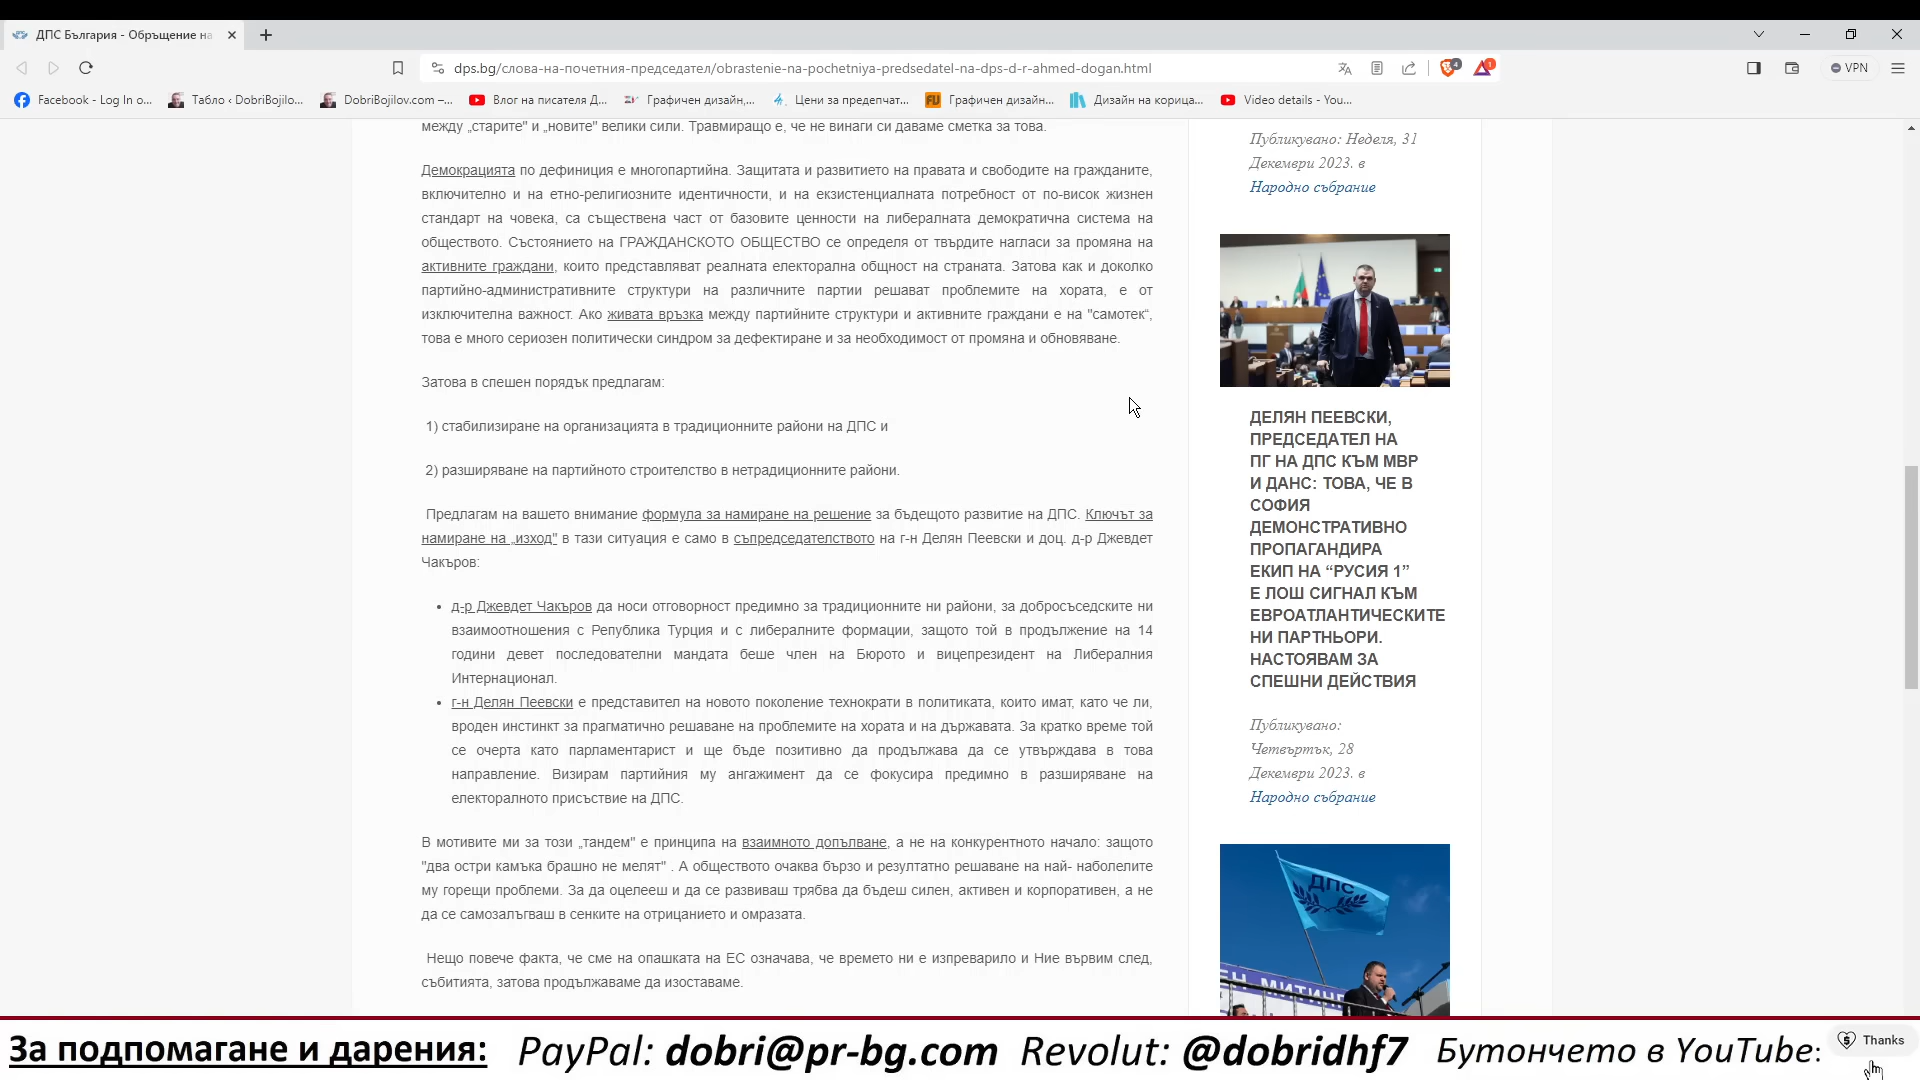 ДПС България - Обръщение на
dps.bg/слова-на-почетния-председател/obrastenie-na-pochetniya-predsedatel-na-dps-d-r-ahmed-dogan.html
4
1
VPN
Facebook - Log In o...
Табло ‹ DobriBojilo...
DobriBojilov.com –...
Влог на писателя Д...
Графичен дизайн,...
Цени за предпечат...
FU
Графичен дизайн...
Дизайн на корица...
Video details - You...
между „старите" и „новите" велики сили. Травмиращо е, че не винаги си даваме сметка за това.
Демокрацията по дефиниция е многопартийна. Защитата и развитието на правата и свободите на гражданите,
включително и на етно-религиозните идентичности, и на екзистенциалната потребност от по-висок жизнен
стандарт на човека, са съществена част от базовите ценности на либералната демократична система на
обществото. Състоянието на ГРАЖДАНСКОТО ОБЩЕСТВО се определя от твърдите нагласи за промяна на
активните граждани, които представляват реалната електорална общност на страната. Затова как и доколко
партийно-административните структури на различните партии решават проблемите на хората, е от
изключителна важност. Ако живата връзка между партийните структури и активните граждани е на "самотек“,
това е много сериозен политически синдром за дефектиране и за необходимост от промяна и обновяване.
Затова в спешен порядък предлагам:
1) стабилизиране на организацията в традиционните райони на ДПС и
2) разширяване на партийното строителство в нетрадиционните райони.
Предлагам на вашето внимание формула за намиране на решение за бъдещото развитие на ДПС. Ключът за
намиране на „изход" в тази ситуация е само в съпредседателството на г-н Делян Пеевски и доц. д-р Джевдет
Чакъров:
• д-р Джевдет Чакъров да носи отговорност предимно за традиционните ни райони, за добросъседските ни
взаимоотношения с Република Турция и с либералните формации, защото той в продължение на 14
години девет последователни мандата беше член на Бюрото и вицепрезидент на Либералния
Интернационал.
• г-н Делян Пеевски е представител на новото поколение технократи в политиката, които имат, като че ли,
вроден инстинкт за прагматично решаване на проблемите на хората и на държавата. За кратко време той
се очерта като парламентарист и ще бъде позитивно да продължава да се утвърждава в това
направление. Визирам партийния му ангажимент да се фокусира предимно в разширяване на
електоралното присъствие на ДПС.
В мотивите ми за този „тандем" е принципа на взаимното допълване, а не на конкурентното начало: защото
"два остри камъка брашно не мелят" . А обществото очаква бързо и резултатно решаване на най- наболелите
му горещи проблеми. За да оцелееш и да се развиваш трябва да бъдеш силен, активен и корпоративен, а не
да се самозалъгваш в сенките на отрицанието и омразата.
Нещо повече факта, че сме на опашката на ЕС означава, че времето ни е изпреварило и Ние вървим след,
събитията, затова продължаваме да изоставаме.
Публикувано: Неделя, 31
Декември 2023. в
Народно събрание
ДЕЛЯН ПЕЕВСКИ,
ПРЕДСЕДАТЕЛ НА
ПГ НА ДПС КЪМ МВР
И ДАНС: ТОВА, ЧЕ В
СОФИЯ
ДЕМОНСТРАТИВНО
ПРОПАГАНДИРА
ЕКИП НА “РУСИЯ 1”
Е ЛОШ СИГНАЛ КЪМ
ЕВРОАТЛАНТИЧЕСКИТЕ
НИ ПАРТНЬОРИ.
НАСТОЯВАМ ЗА
СПЕШНИ ДЕЙСТВИЯ
Публикувано:
Четвъртък, 28
Декември 2023. в
Народно събрание
ДПС
ЕН МИТИНГ
За подпомагане и дарения: PayPal: dobri@pr-bg.com Revolut: @dobridhf7 Бутончето в YouTube: Thanks